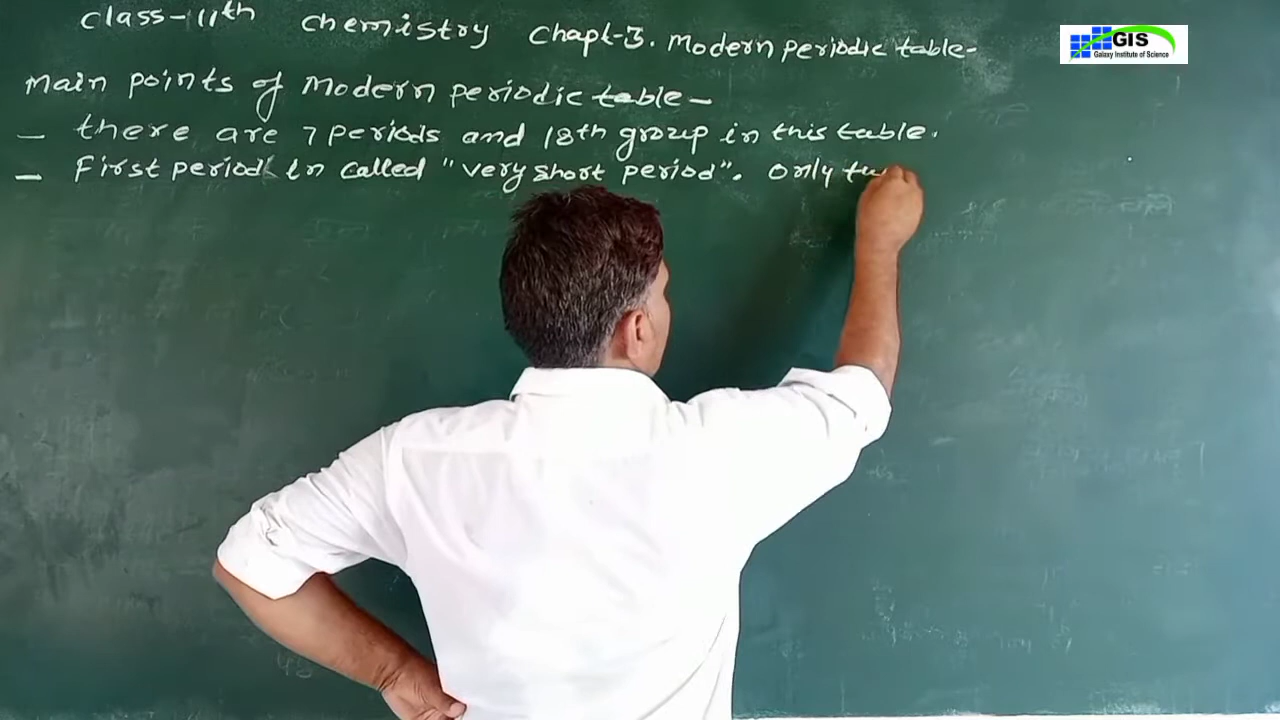 class-11th chemistry Chapt-3. Modern periodic table-
GIS
Galaxy Institute of Science
Main points of Modern periodic table-
- there are 7 periods and 18th group in this table.
- First period in called "very short period". only